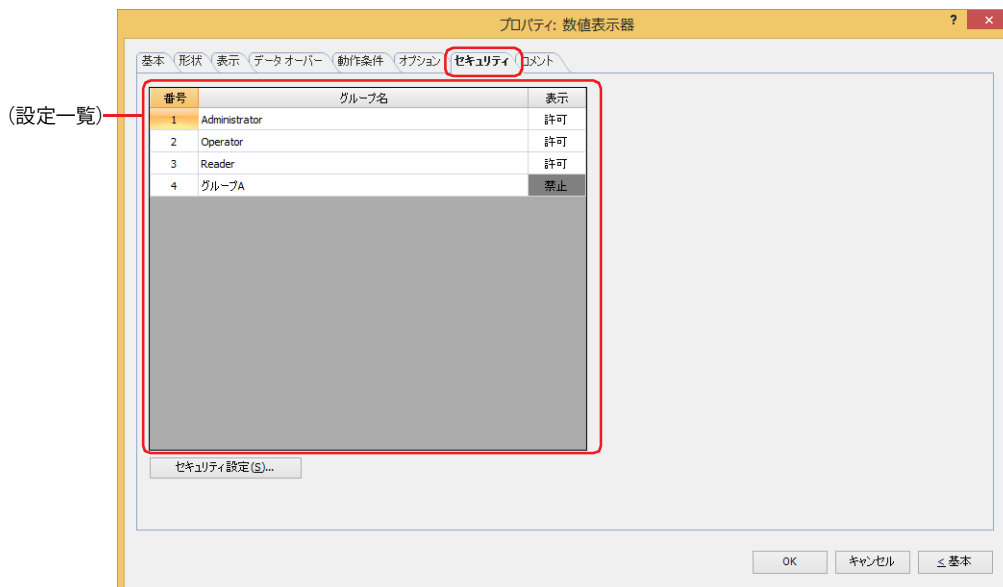 プロパティ: 数値表示器
? ×
基本 形状 表示 データオーバー 動作条件 オプション セキュリティ コメント
(設定一覧)
番号 グループ名 表示
1 Administrator 許可
2 Operator 許可
3 Reader 許可
4 グループA 禁止
セキュリティ設定(S)...
OK キャンセル < 基本